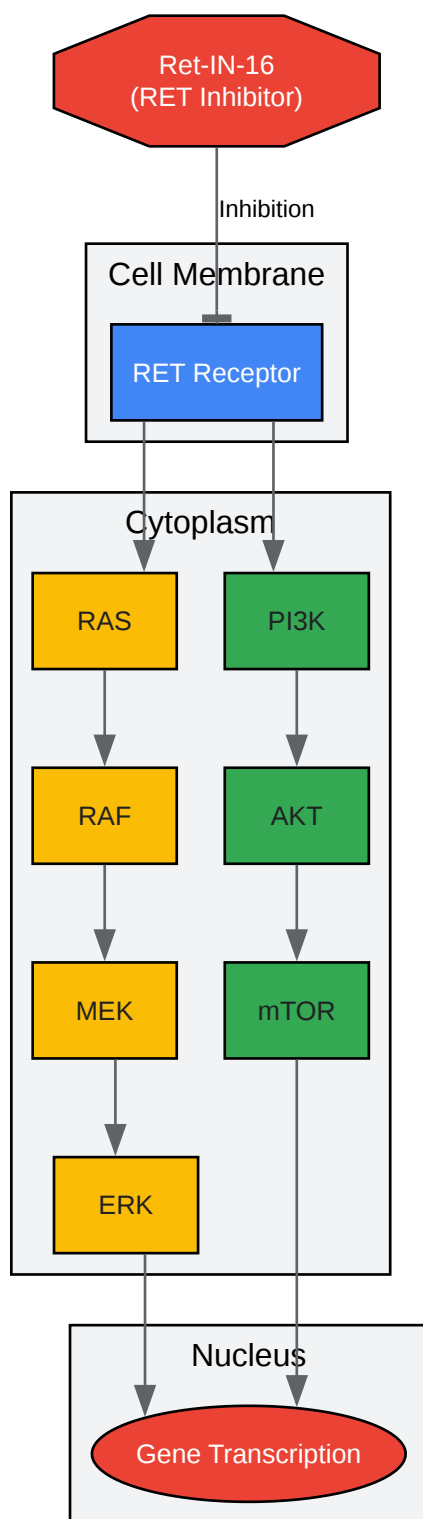 Ret-IN-16
(RET Inhibitor)
Inhibition
Cell Membrane
RET Receptor
Cytoplasm
RAS
PI3K
RAF
AKT
MEK
mTOR
ERK
Nucleus
Gene Transcription